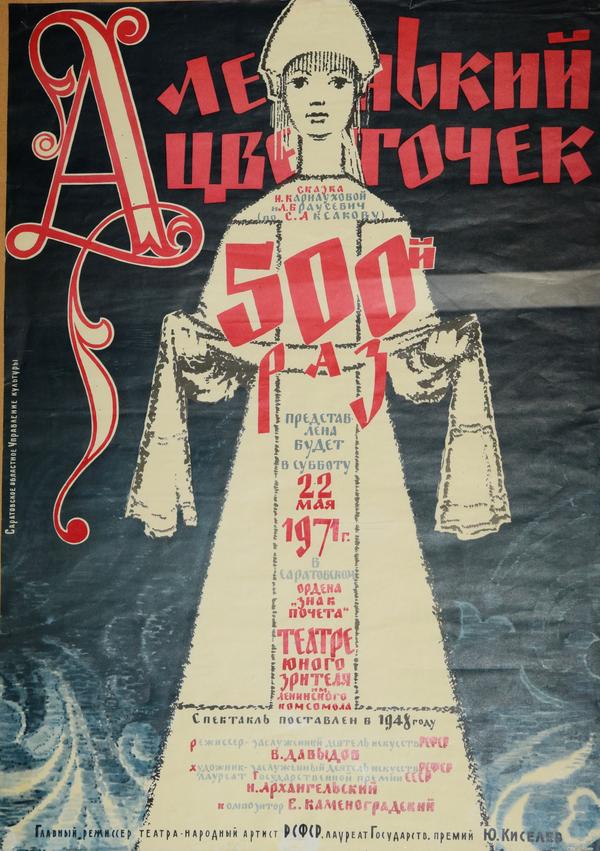 Аленький
цветочек
сказка
И. Карнауховой
и Л. Браусевич
(по С. Аксакову)
500й
раз
представ-
лена
будет
в субботу
22
мая
1971 г.
в
Саратовском
ордена
„Знак
почета“
театре
юного
зрителя
им.
Ленинского
комсомола
Спектакль поставлен в 1948 году
Режиссер-заслуженный деятель искусств РСФСР
В. Давыдов
Художник-заслуженный деятель искусств РСФСР
лауреат Государственной премии СССР
Н. Архангельский
композитор Е. Каменоградский
Главный режиссер театра-народный артист РСФСР, лауреат Государств. премий Ю. Киселев
Саратовское областное Управление культуры